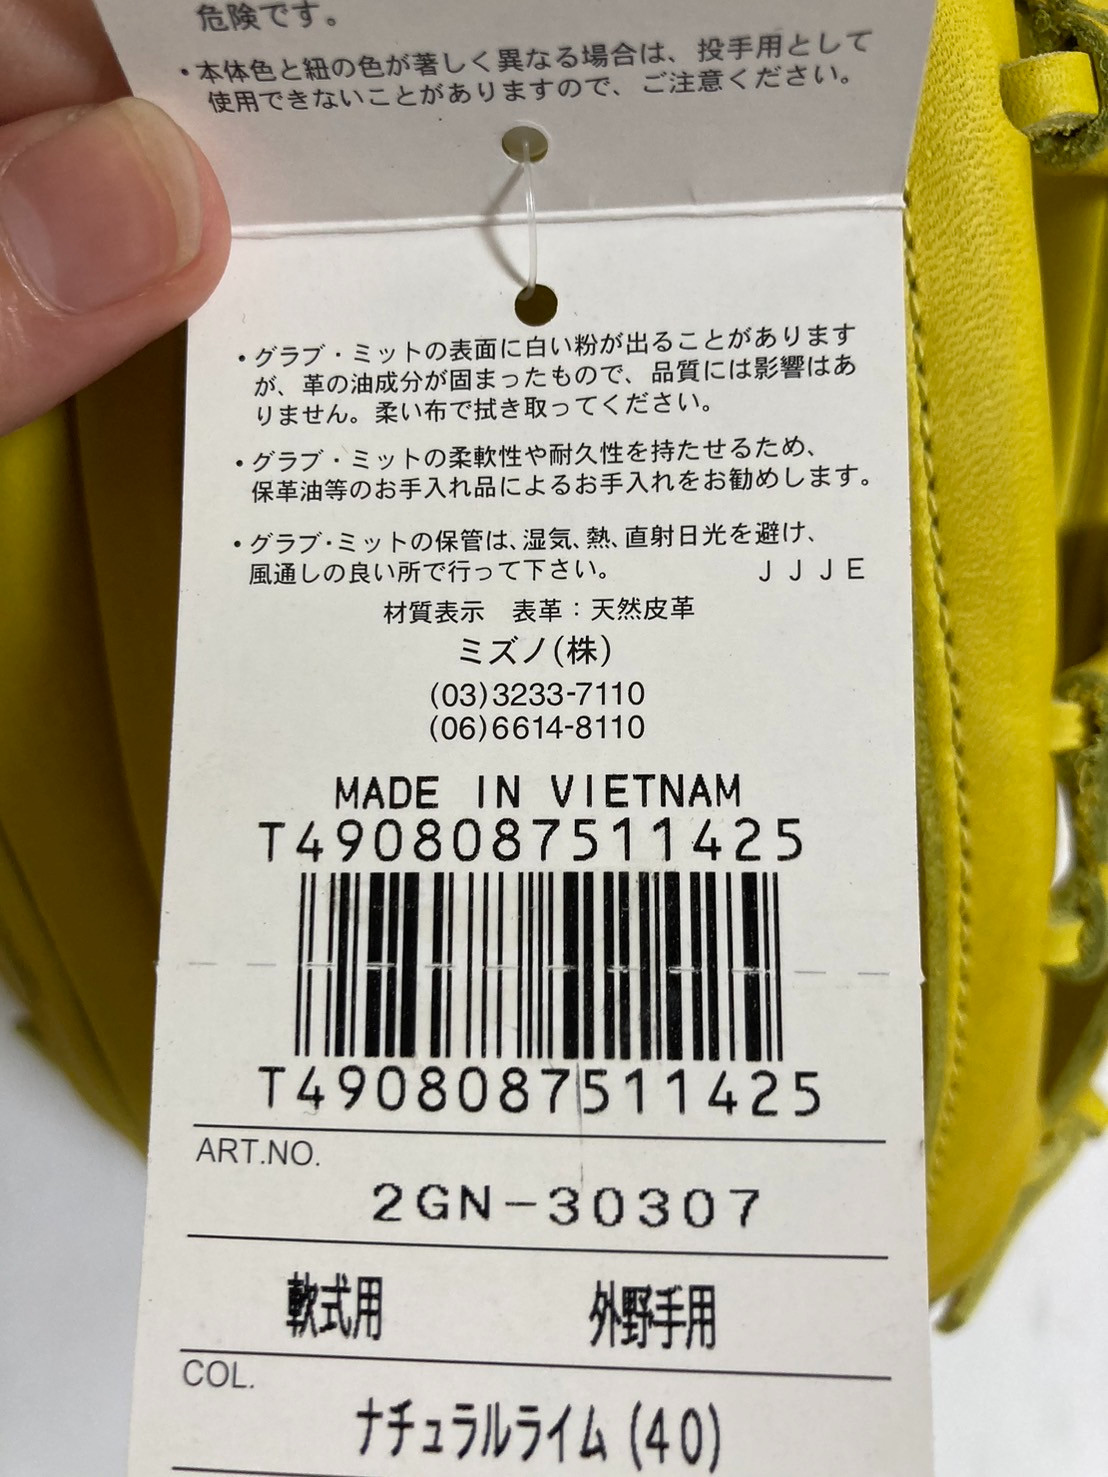 危険です。
・本体色と紐の色が著しく異なる場合は、投手用として
使用できないことがありますので、ご注意ください。
・グラブ・ミットの表面に白い粉が出ることがあります
が、革の油成分が固まったもので、品質には影響はあ
りません。柔い布で拭き取ってください。
・グラブ・ミットの柔軟性や耐久性を持たせるため、
保革油等のお手入れ品によるお手入れをお勧めします。
・グラブ・ミットの保管は、湿気、熱、直射日光を避け、
風通しの良い所で行って下さい。 JJJE
材質表示 表革：天然皮革
ミズノ(株)
(03)3233-7110
(06)6614-8110
MADE IN VIETNAM
T4908087511425
T4908087511425
ART.NO.
2GN-30307
軟式用 外野手用
COL.
ナチュラルライム(40)